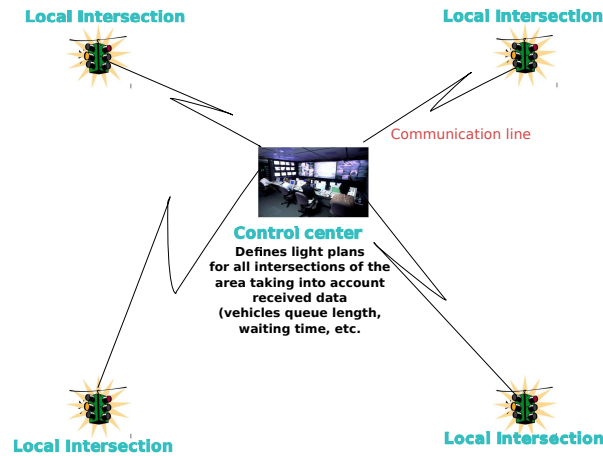 Local Intersection
Local Intersection
Communication line
Control center
Defines light plans
for all intersections of the
area taking into account
received data
(vehicles queue length,
waiting time, etc.
Local Intersection
Local Intersection